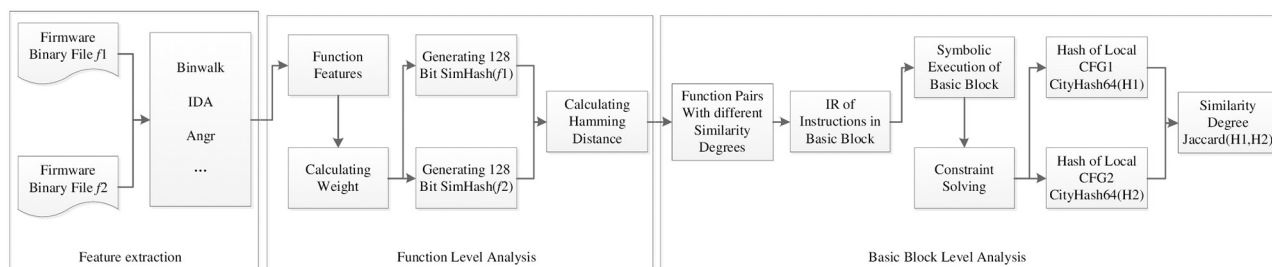 Firmware
Binary File f1
Firmware
Binary File f2
Binwalk
IDA
Angr
...
Feature extraction
Function
Features
Calculating
Weight
Generating 128
Bit SimHash(f1)
Generating 128
Bit SimHash(f2)
Calculating
Hamming
Distance
Function Level Analysis
Function Pairs
With different
Similarity
Degrees
IR of
Instructions in
Basic Block
Symbolic
Execution of
Basic Block
Constraint
Solving
Hash of Local
CFG1
CityHash64(H1)
Hash of Local
CFG2
CityHash64(H2)
Similarity
Degree
Jaccard(H1,H2)
Basic Block Level Analysis